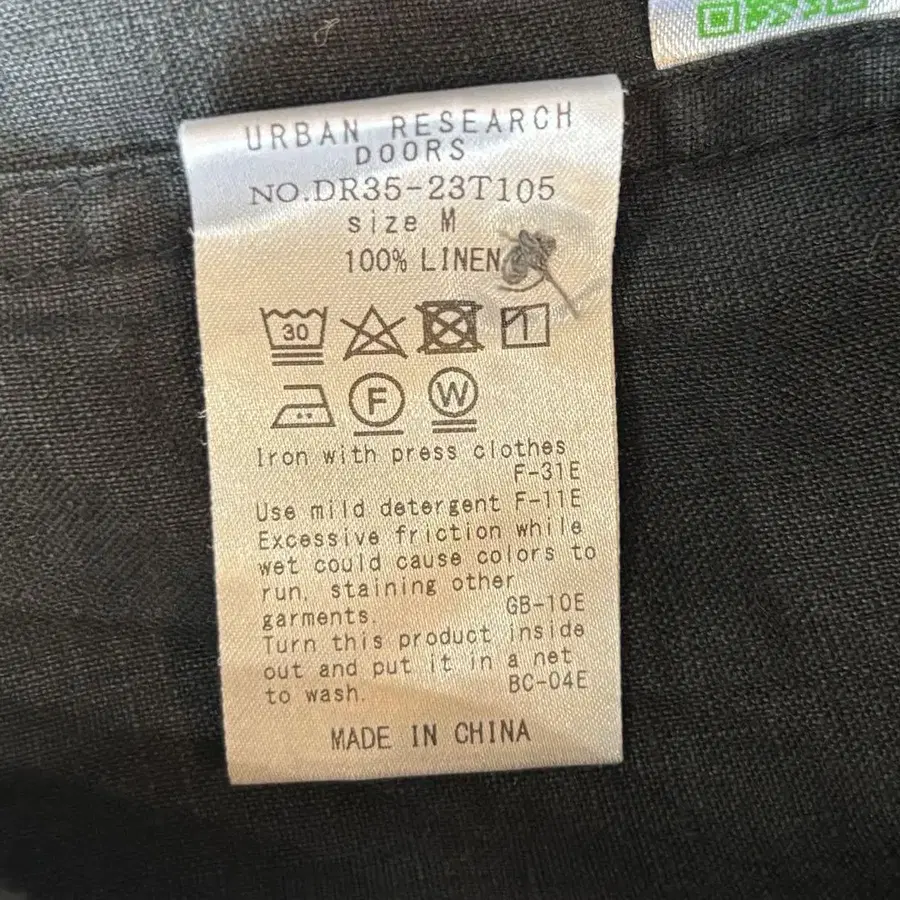 URBAN RESEARCH
DOORS
NO.DR35-23T105
size M
100% LINEN
30
F W
Iron with press clothes
F-31E
Use mild detergent F-11E
Excessive friction while
wet could cause colors to
run, staining other
garments. GB-10E
Turn this product inside
out and put it in a net
to wash. BC-04E
MADE IN CHINA